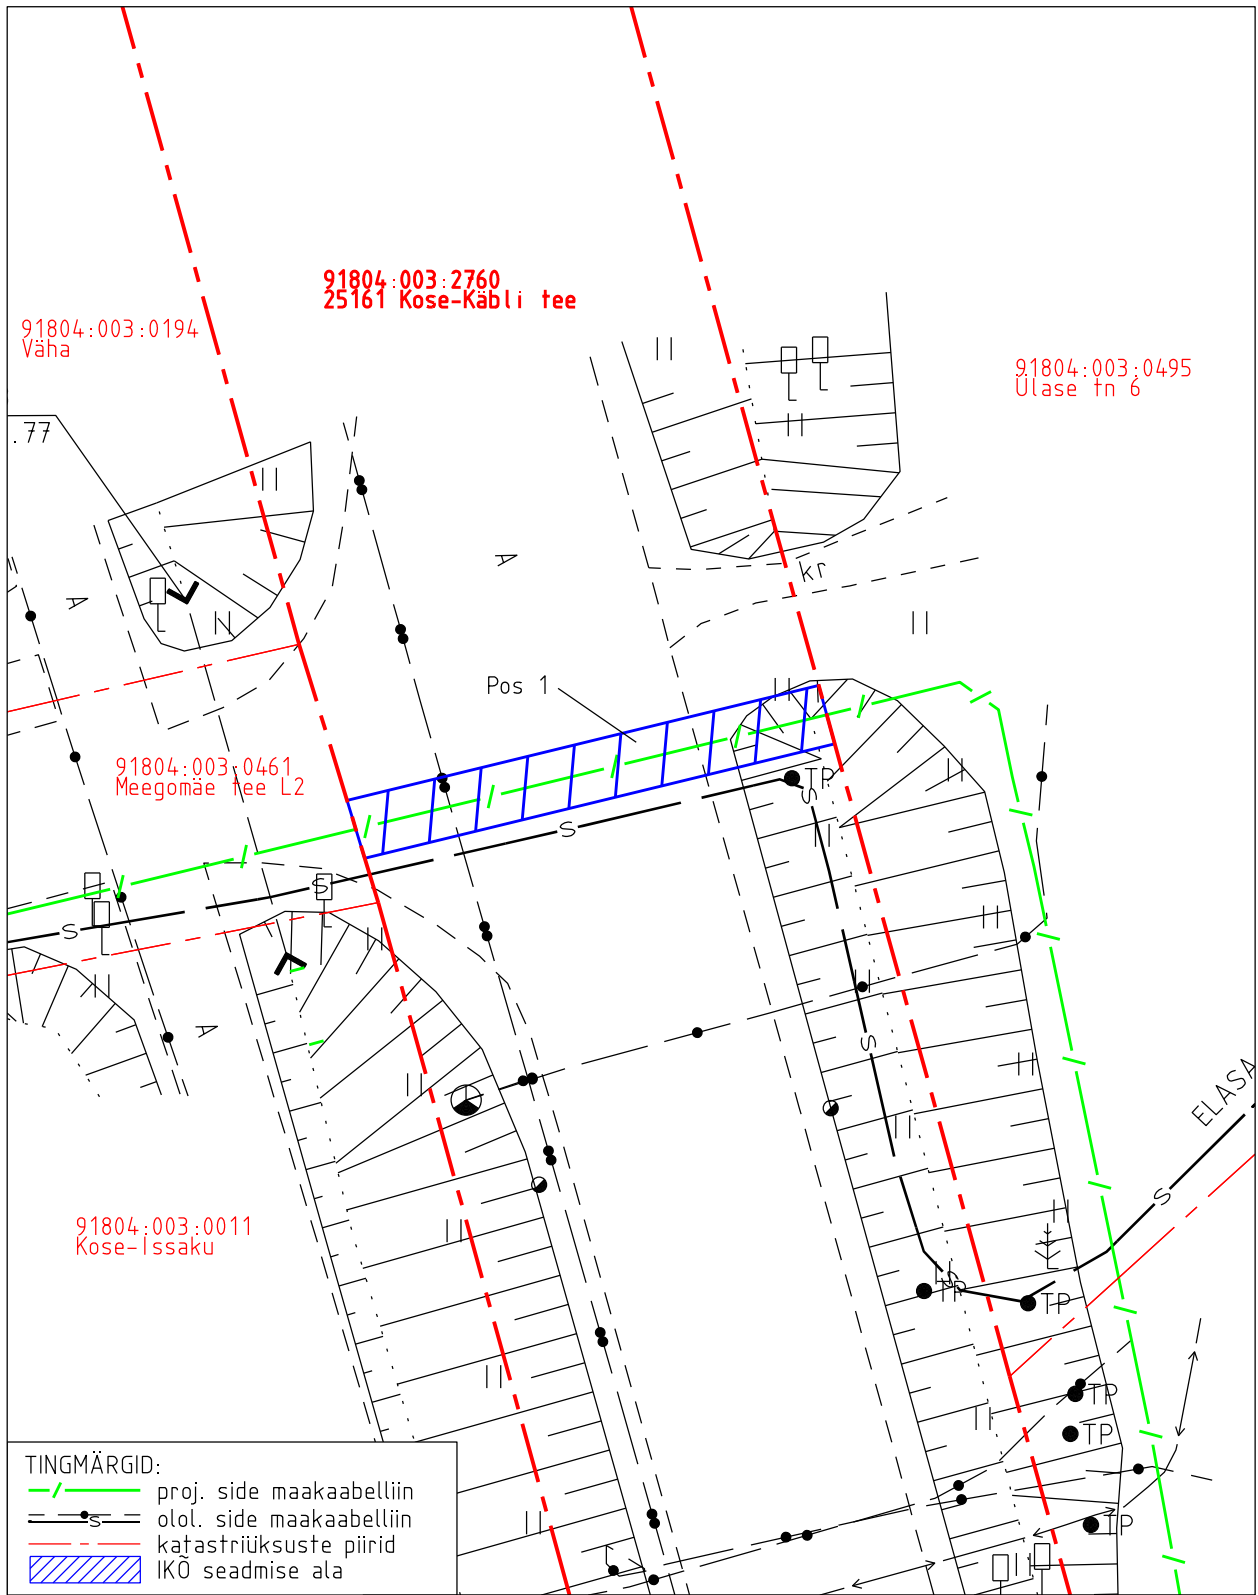 91804:003:2760
25161 Kose-Käbli tee
91804:003:0194
Väha
91804:003:0495
Ülase tn 6
.77
A
A
kr
Pos 1
91804:003:0461
Meegomäe tee L2
TP
S
S
S
S
A
S
ELASA
S
91804:003:0011
Kose-Issaku
S
TP
TP
TP
TP
TP
TINGMÄRGID:
proj. side maakaabelliin
S
olol. side maakaabelliin
katastriüksuste piirid
IKÕ seadmise ala